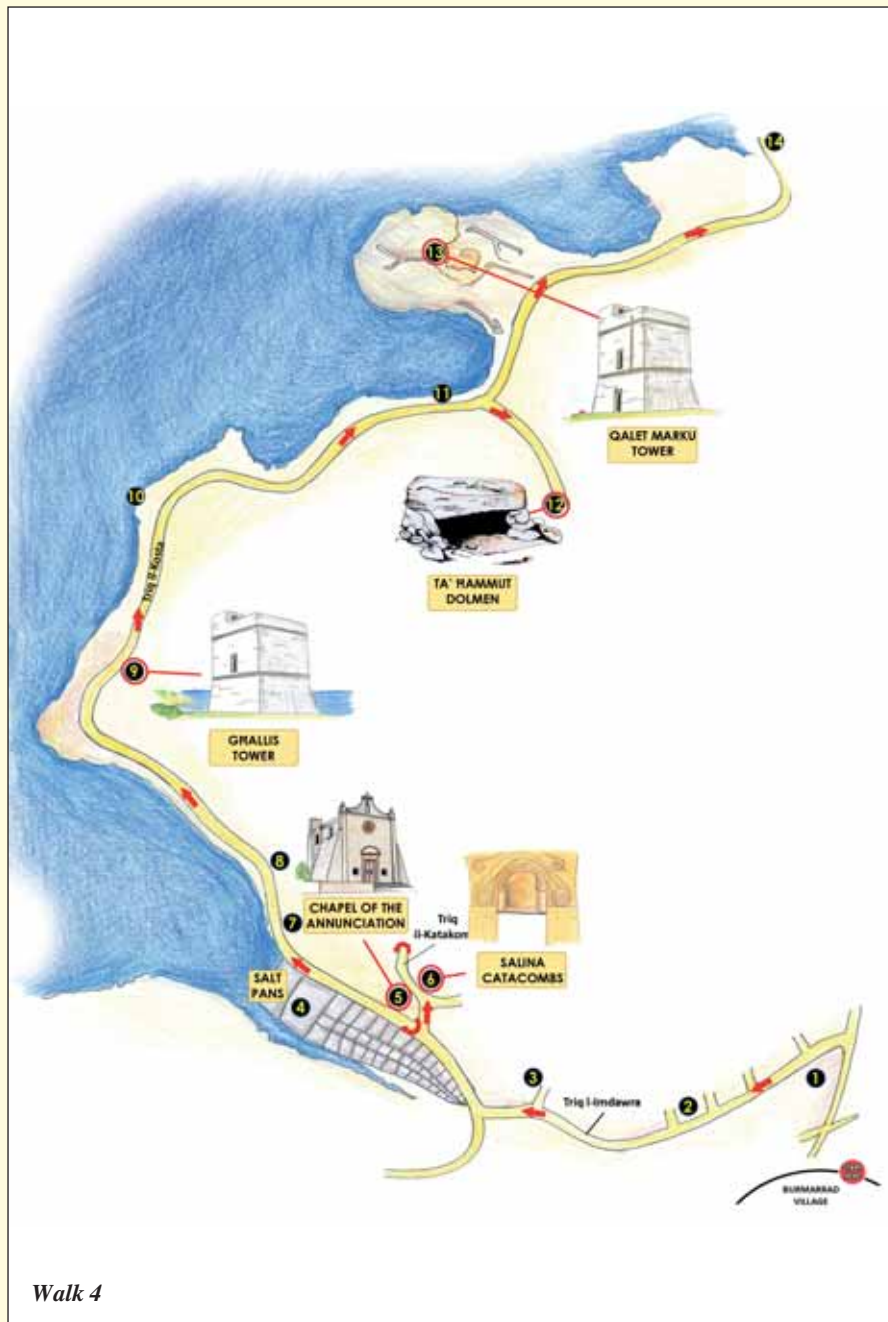 14
13
QALET MARKU
TOWER
11
10
12
TA' ĦAMMUT
DOLMEN
Triq il-Kosta
9
GĦALLIS
TOWER
8
CHAPEL OF THE
ANNUNCIATION
7
Triq
il-Katakom
SALINA
CATACOMBS
6
5
SALT
PANS
4
3
Triq l-Imdawra
2
1
BURMARRAD
VILLAGE
Walk 4